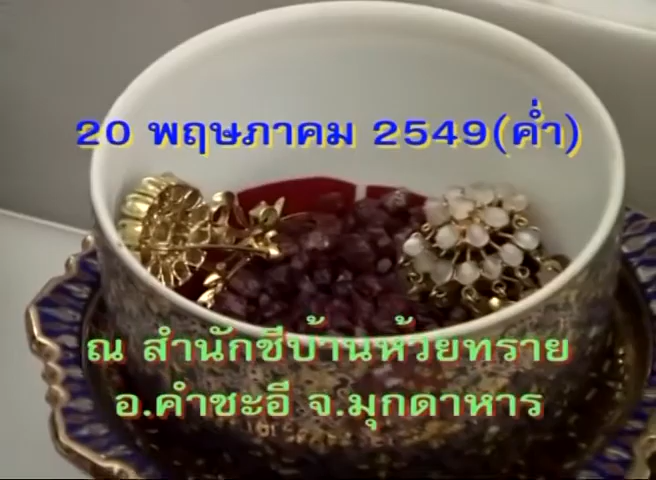 20 พฤษภาคม 2549(ค่ำ)
ณ สำนักชีบ้านห้วยทราย
อ.คำชะอี จ.มุกดาหาร